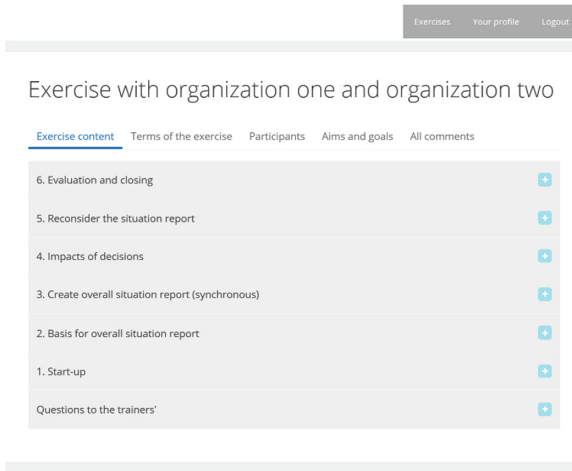 Exercises Your profile Logout
Exercise with organization one and organization two
Exercise content Terms of the exercise Participants Aims and goals All comments
6. Evaluation and closing
5. Reconsider the situation report
4. Impacts of decisions
3. Create overall situation report (synchronous)
2. Basis for overall situation report
1. Start-up
Questions to the trainers'